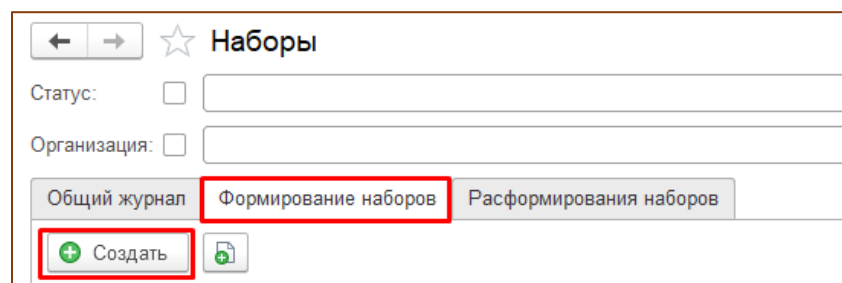 Наборы
Статус:
Организация:
Общий журнал Формирование наборов Расформирования наборов
Создать